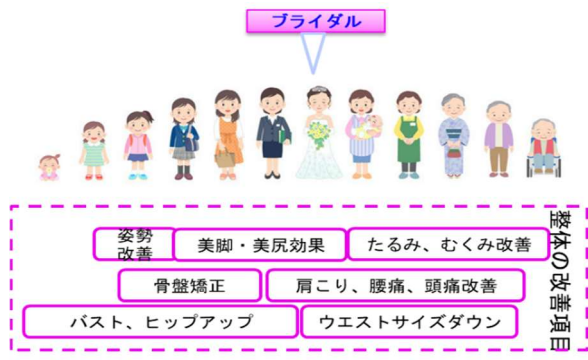 ブライダル
姿勢
改善
美脚・美尻効果
たるみ、むくみ改善
骨盤矯正
肩こり、腰痛、頭痛改善
バスト、ヒップアップ
ウエストサイズダウン
整体の改善項目